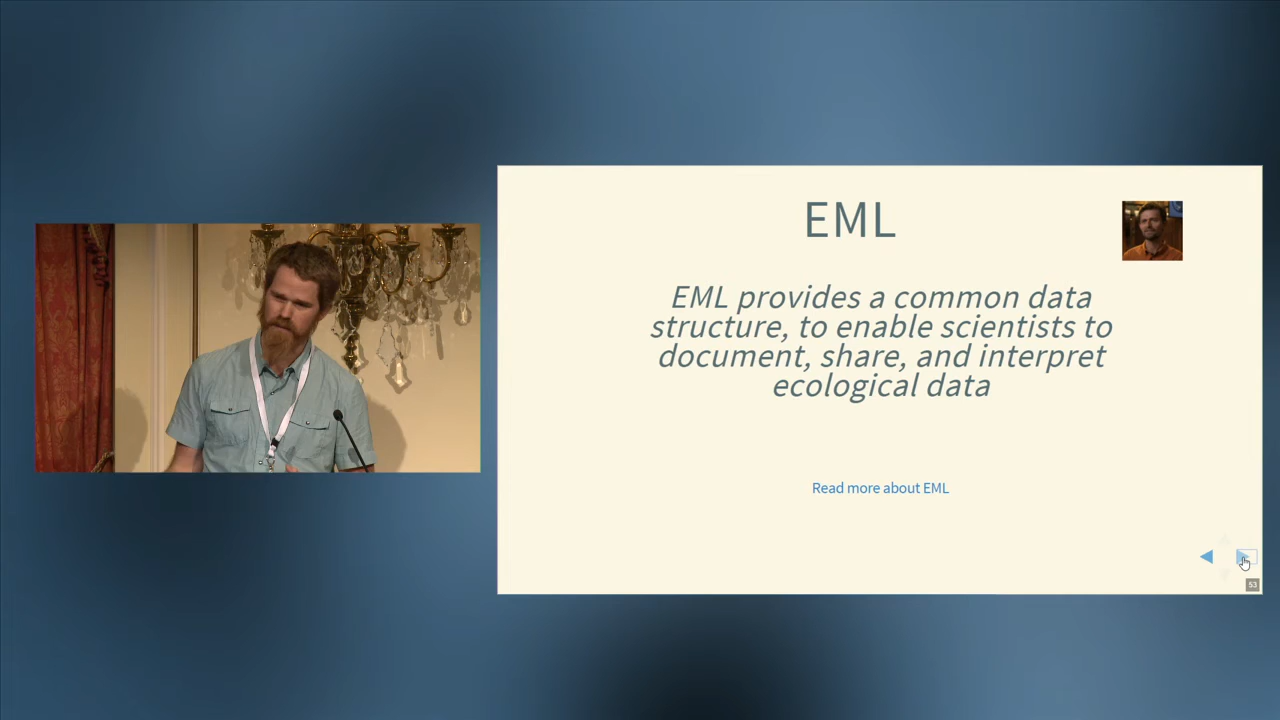 EML
EML provides a common data
structure, to enable scientists to
document, share, and interpret
ecological data
Read more about EML
53